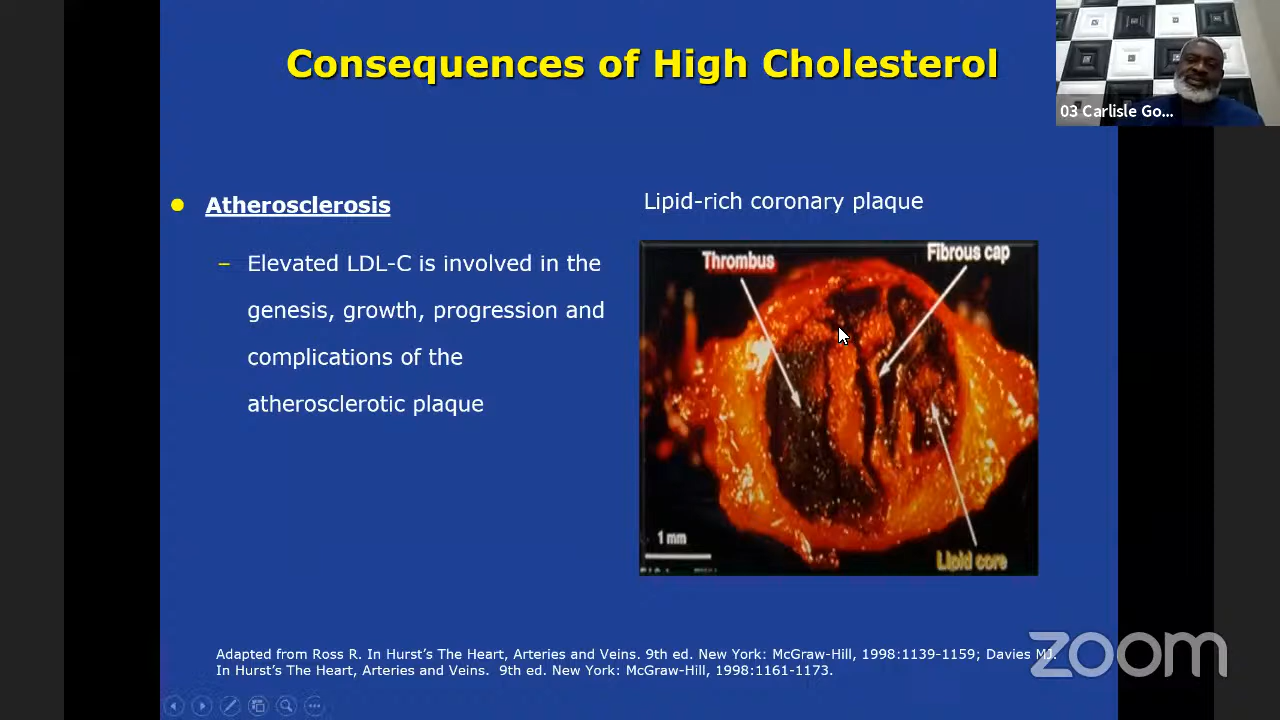 Consequences of High Cholesterol
03 Carlisle Go...
Atherosclerosis
– Elevated LDL-C is involved in the
genesis, growth, progression and
complications of the
atherosclerotic plaque
Lipid-rich coronary plaque
Thrombus
Fibrous cap
1 mm
Lipid core
Adapted from Ross R. In Hurst's The Heart, Arteries and Veins. 9th ed. New York: McGraw-Hill, 1998:1139-1159; Davies MJ.
In Hurst's The Heart, Arteries and Veins. 9th ed. New York: McGraw-Hill, 1998:1161-1173.
zoom